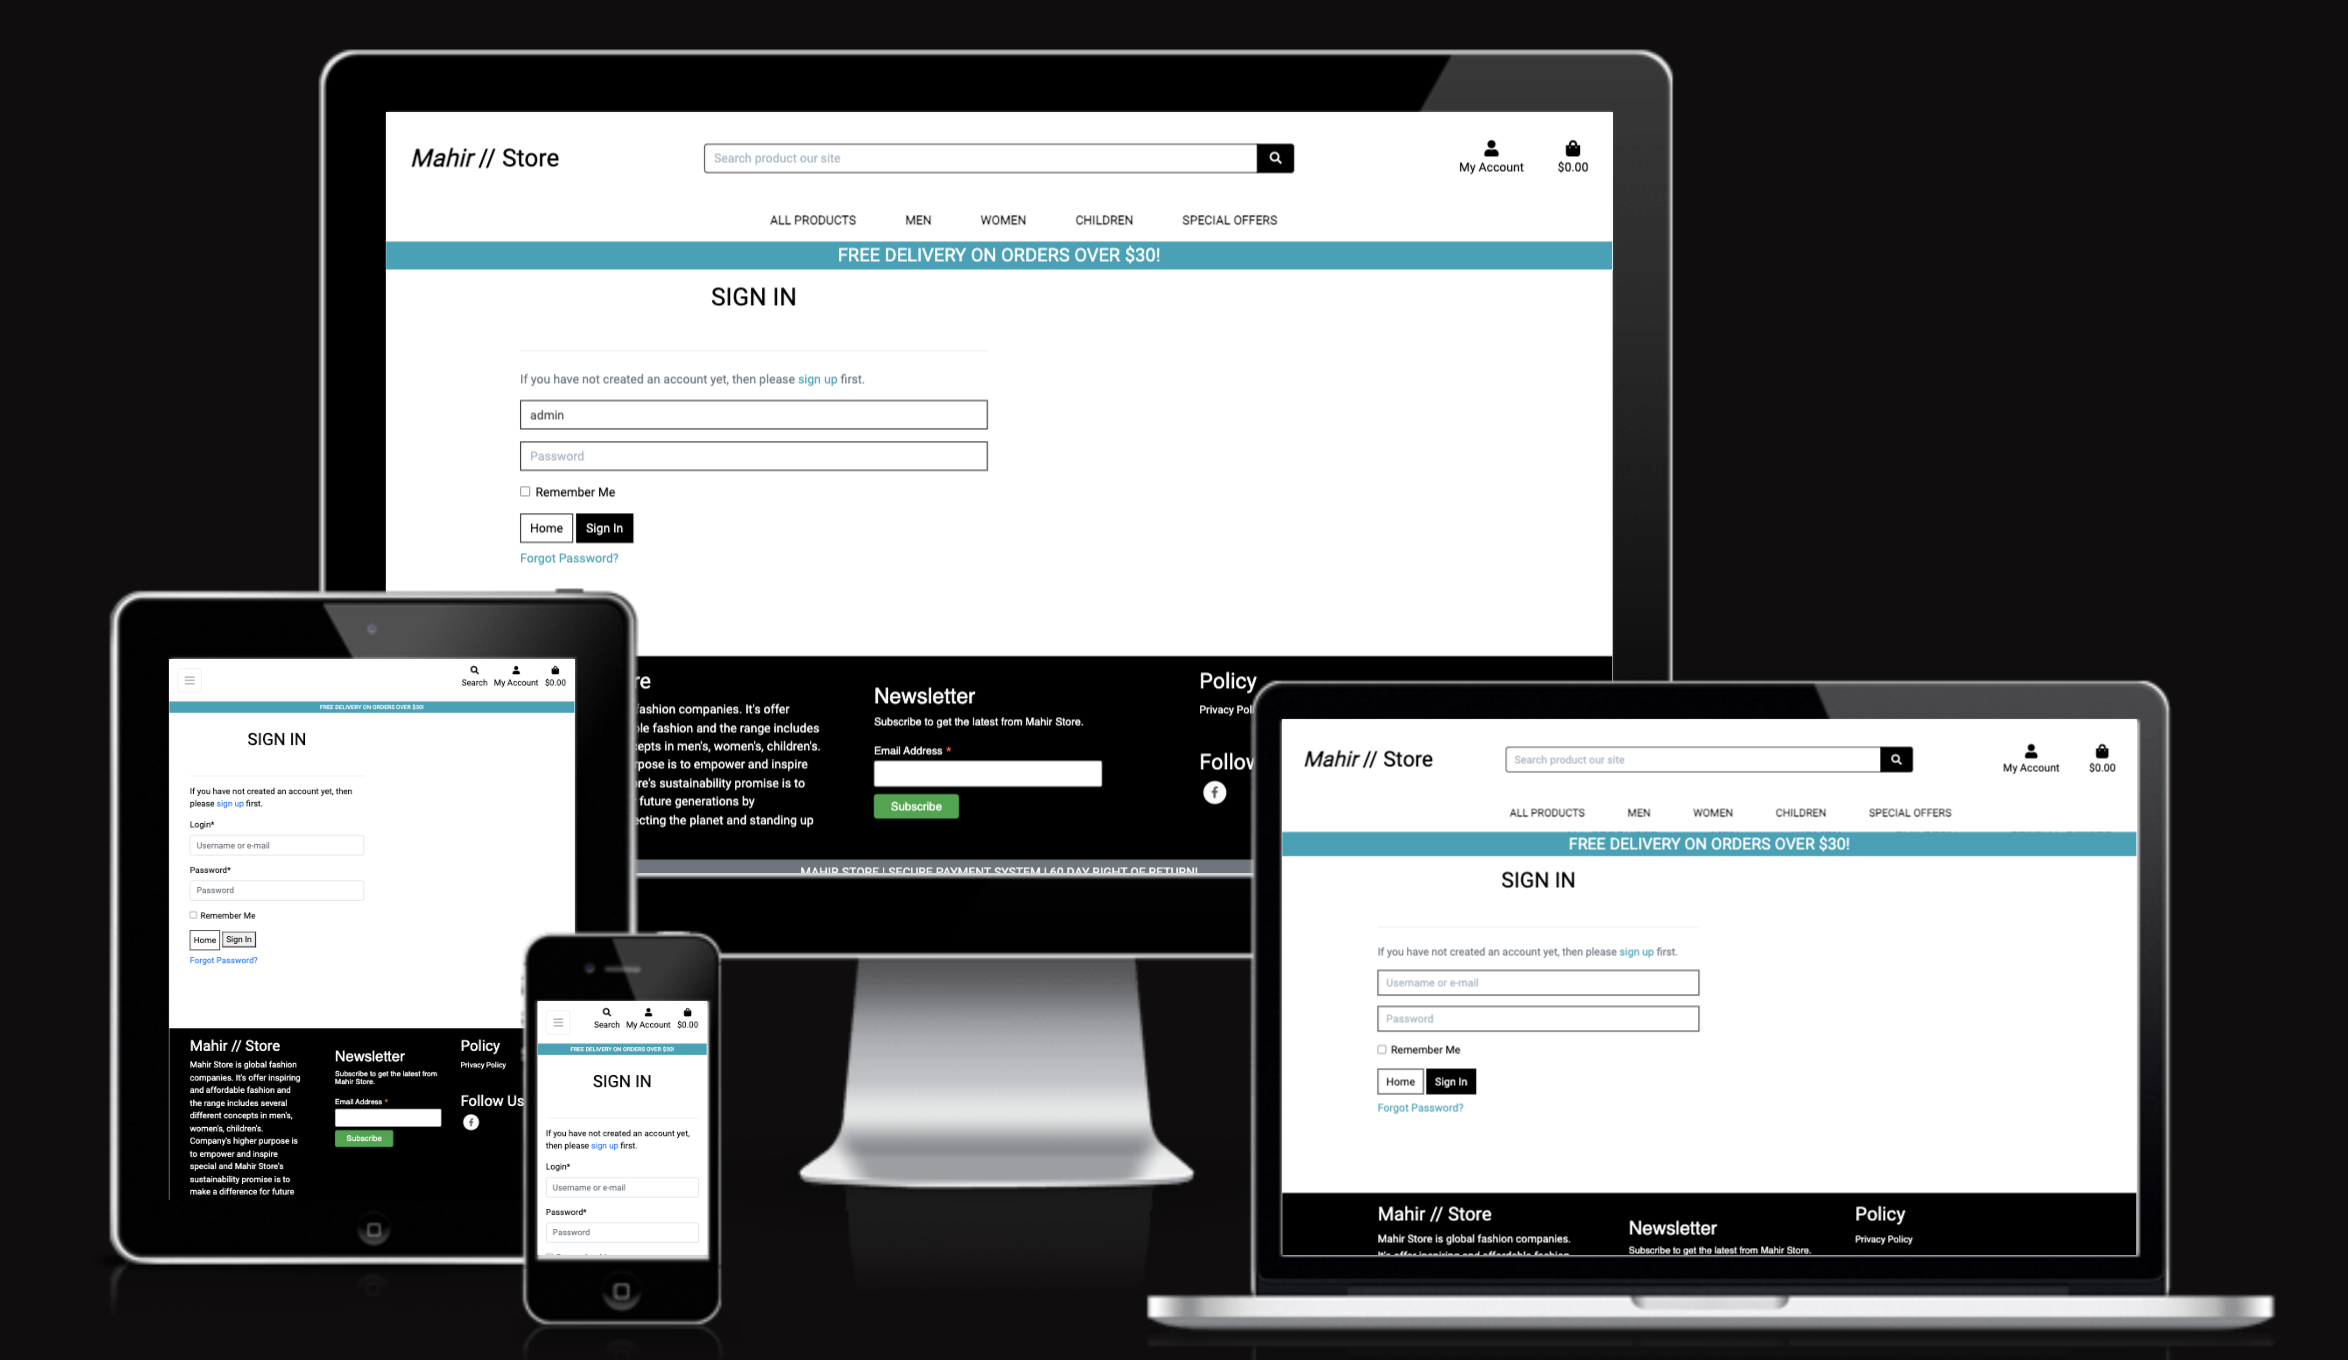 Mahir // Store
Search product our site
My Account
$0.00
ALL PRODUCTS MEN WOMEN CHILDREN SPECIAL OFFERS
FREE DELIVERY ON ORDERS OVER $30!
SIGN IN
If you have not created an account yet, then please sign up first.
admin
Password
Remember Me
Home Sign In
Forgot Password?
re
fashion companies. It's offer
le fashion and the range includes
epts in men's, women's, children's.
pose is to empower and inspire
re's sustainability promise is to
future generations by
ecting the planet and standing up
Newsletter
Subscribe to get the latest from Mahir Store.
Email Address *
Subscribe
Policy
Privacy Pol
Follow
MAHIR STORE | SECURE PAYMENT SYSTEM | 60 DAY RIGHT OF RETURN!
Search My Account $0.00
FREE DELIVERY ON ORDERS OVER $30!
SIGN IN
If you have not created an account yet, then
please sign up first.
Login*
Username or e-mail
Password*
Password
Remember Me
Home Sign In
Forgot Password?
Mahir // Store
Mahir Store is global fashion
companies. It's offer inspiring
and affordable fashion and
the range includes several
different concepts in men's,
women's, children's.
Company's higher purpose is
to empower and inspire
special and Mahir Store's
sustainability promise is to
make a difference for future
Newsletter
Subscribe to get the latest from
Mahir Store.
Email Address *
Subscribe
Policy
Privacy Policy
Follow Us
Search My Account $0.00
FREE DELIVERY ON ORDERS OVER $30!
SIGN IN
If you have not created an account yet,
then please sign up first.
Login*
Username or e-mail
Password*
Password
Mahir // Store
Search product our site
My Account
$0.00
ALL PRODUCTS MEN WOMEN CHILDREN SPECIAL OFFERS
FREE DELIVERY ON ORDERS OVER $30!
SIGN IN
If you have not created an account yet, then please sign up first.
Username or e-mail
Password
Remember Me
Home Sign In
Forgot Password?
Mahir // Store
Mahir Store is global fashion companies.
It's offer inspiring and affordable fashion
Newsletter
Subscribe to get the latest from Mahir Store.
Policy
Privacy Policy